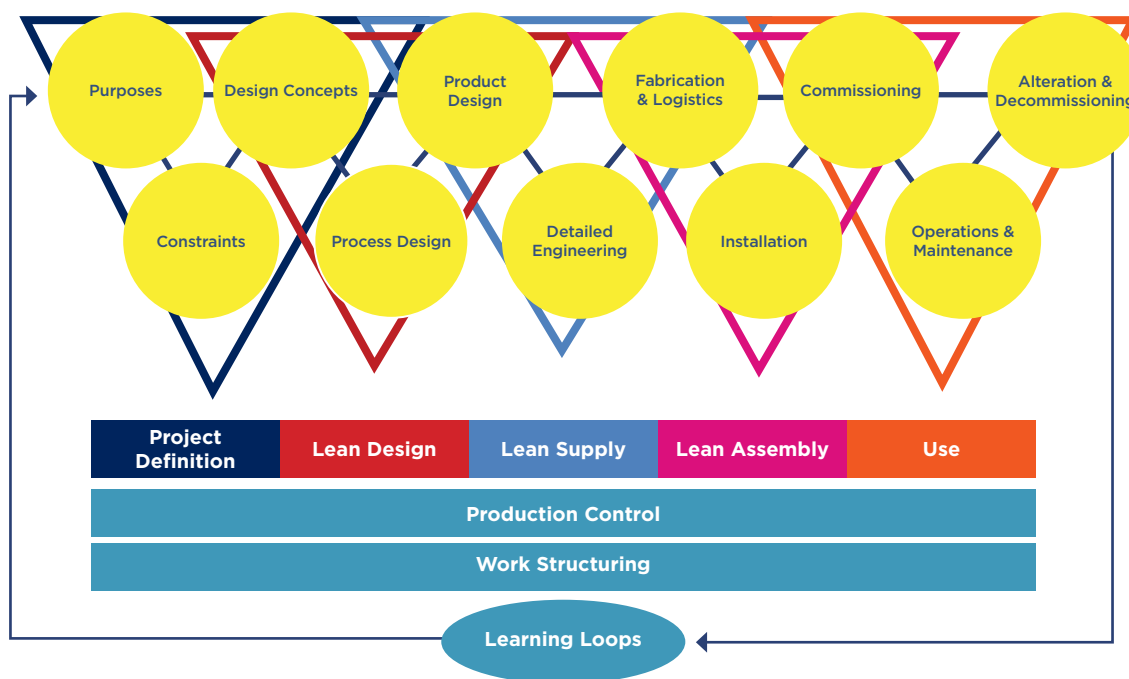 Purposes
Design Concepts
Product
Design
Fabrication
& Logistics
Commissioning
Alteration &
Decommissioning
Constraints
Process Design
Detailed
Engineering
Installation
Operations &
Maintenance
Project
Definition
Lean Design
Lean Supply
Lean Assembly
Use
Production Control
Work Structuring
Learning Loops